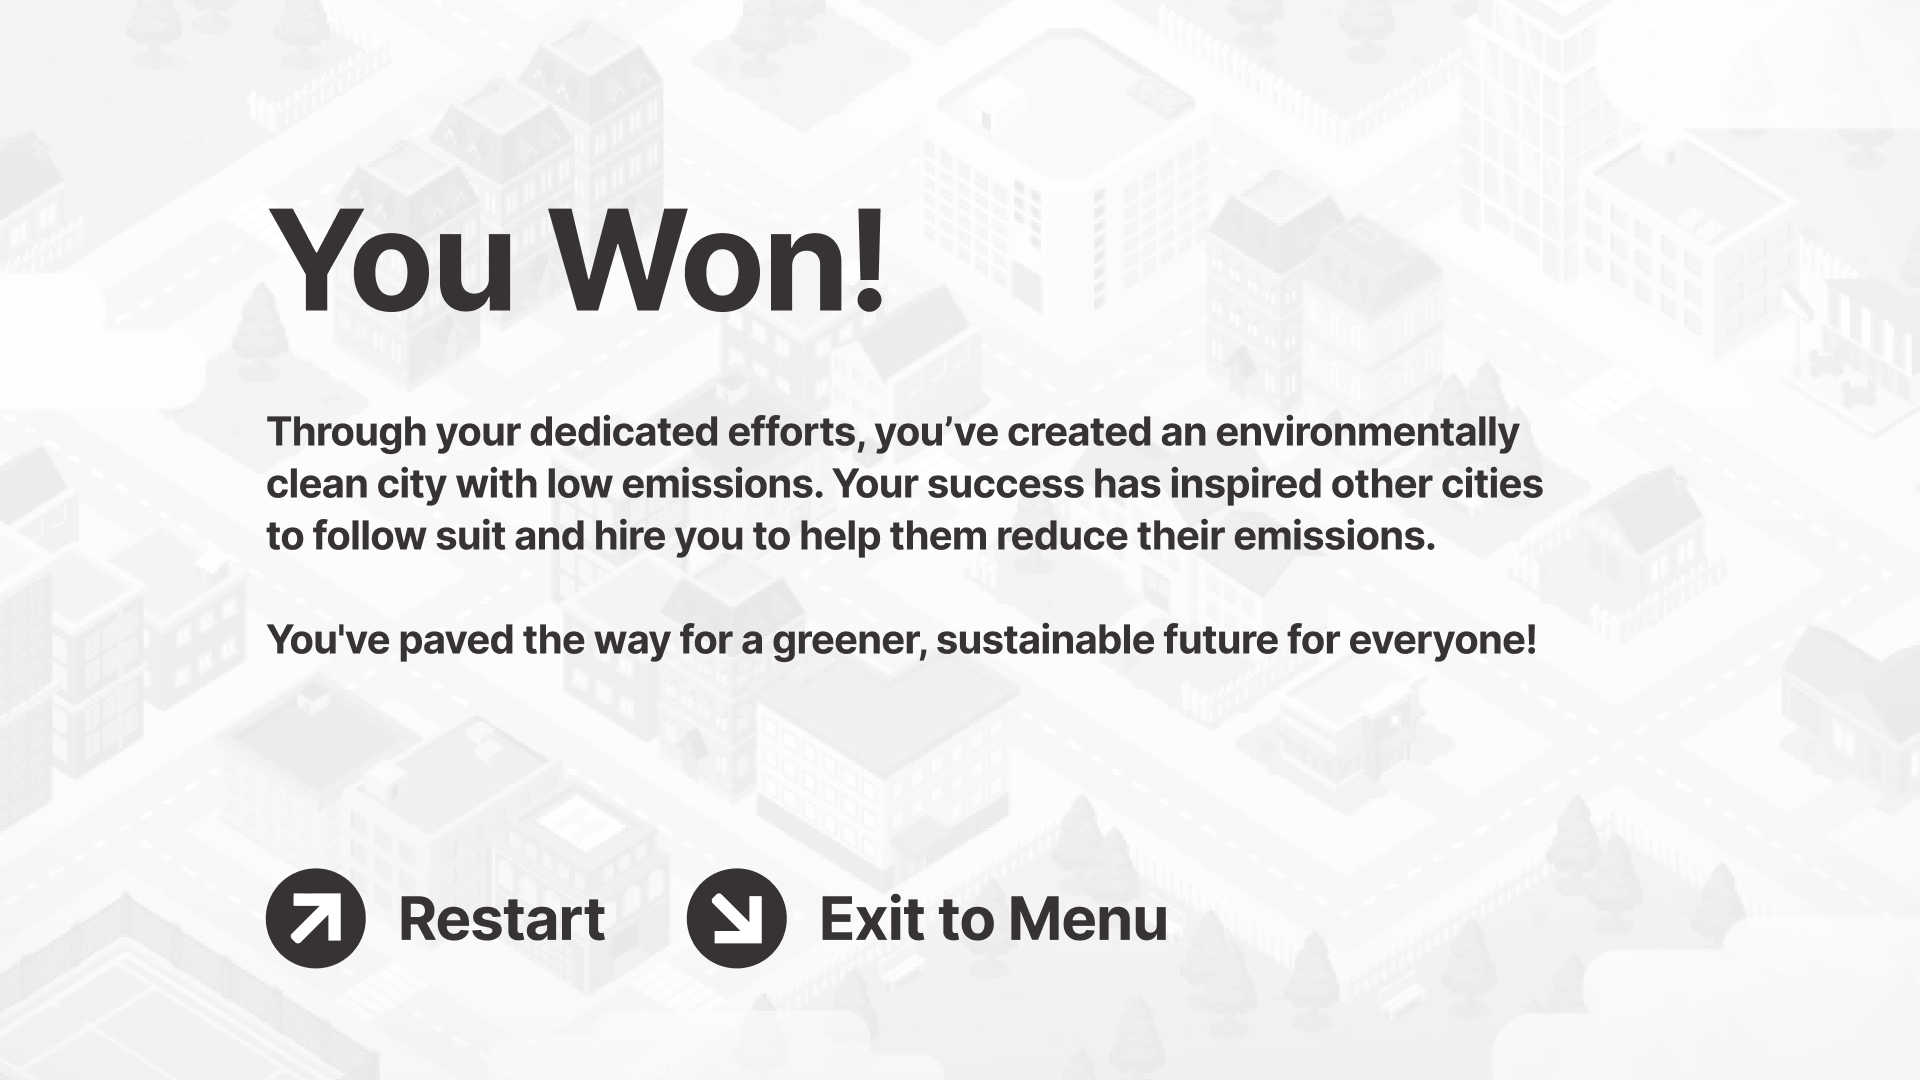 You Won!
Through your dedicated efforts, you’ve created an environmentally
clean city with low emissions. Your success has inspired other cities
to follow suit and hire you to help them reduce their emissions.
You've paved the way for a greener, sustainable future for everyone!
Restart
Exit to Menu